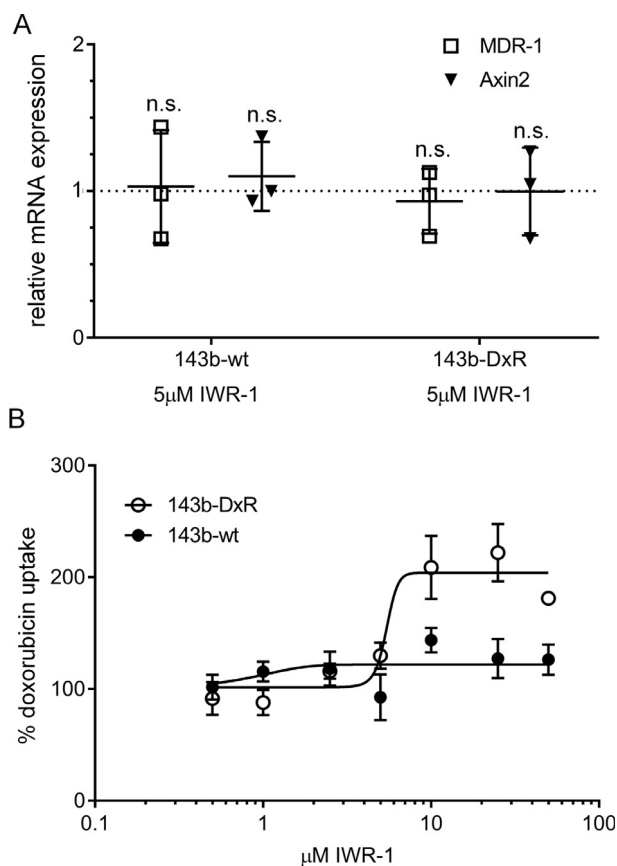 A
2
MDR-1
Axin2
n.s.
n.s.
n.s.
n.s.
relative mRNA expression
1
0
143b-wt
143b-DxR
5μM IWR-1
5μM IWR-1
B
300
143b-DxR
143b-wt
% doxorubicin uptake
200
100
0
0.1
1
10
100
μM IWR-1